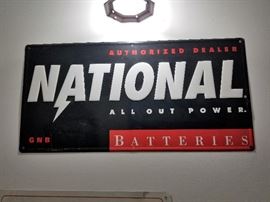 AUTHORIZED DEALER
NATIONAL
ALL OUT POWER.
GNB BATTERIES